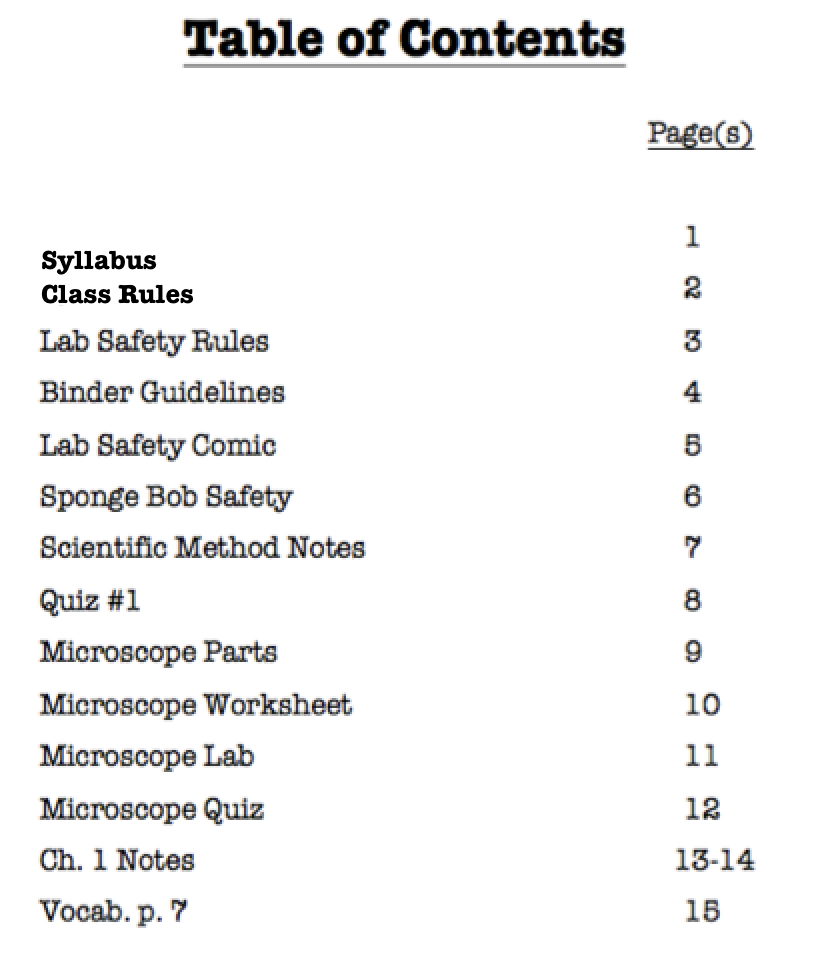 Table of Contents
Page(s)
Syllabus 1
Class Rules 2
Lab Safety Rules 3
Binder Guidelines 4
Lab Safety Comic 5
Sponge Bob Safety 6
Scientific Method Notes 7
Quiz #1 8
Microscope Parts 9
Microscope Worksheet 10
Microscope Lab 11
Microscope Quiz 12
Ch. 1 Notes 13-14
Vocab. p. 7 15